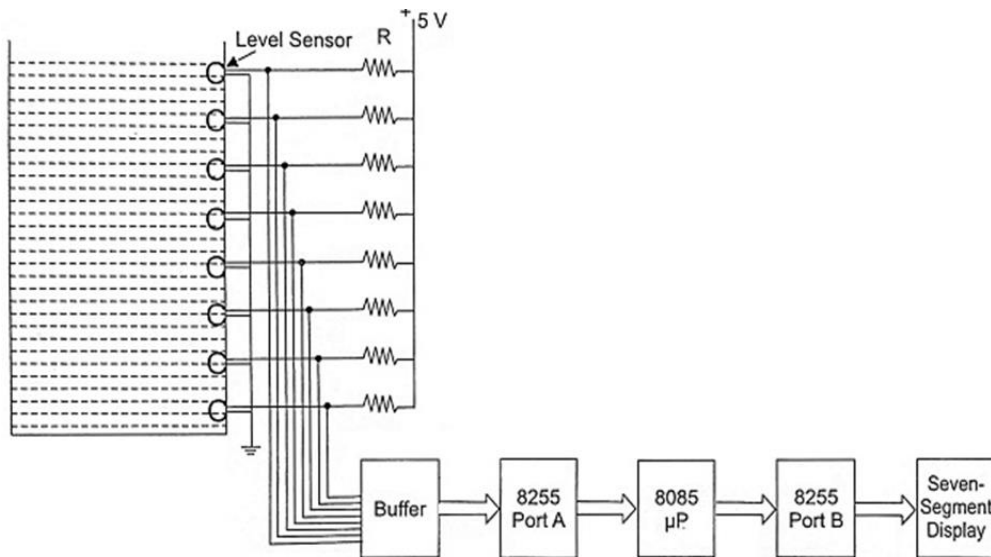 +
5 V
Level Sensor
R
Buffer
8255
Port A
8085
μP.
8255
Port B
Seven-
Segment
Display